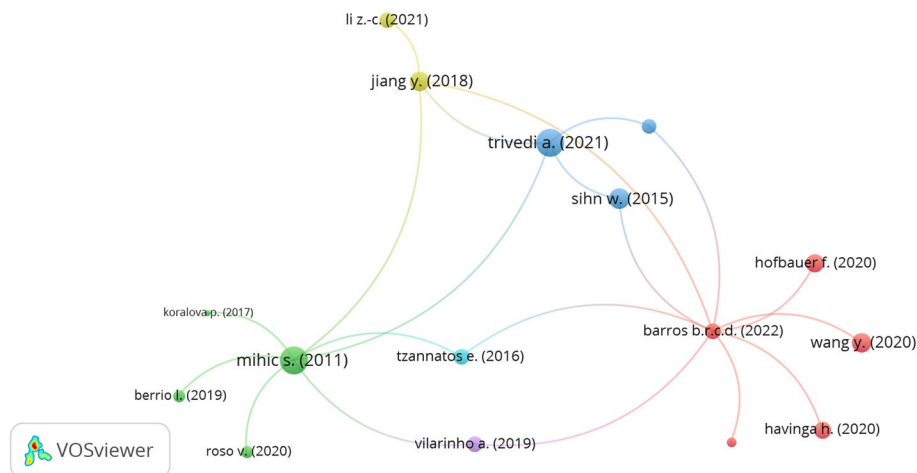 li z.-c. (2021)
jiang y. (2018)
trivedi a. (2021)
sihn w. (2015)
hofbauer f. (2020)
koralova p. (2017)
barros b.r.c.d. (2022)
wang y. (2020)
mihic s. (2011)
tzannatos e. (2016)
berrio l. (2019)
havinga h. (2020)
vilarinho a. (2019)
roso v. (2020)
VOSviewer